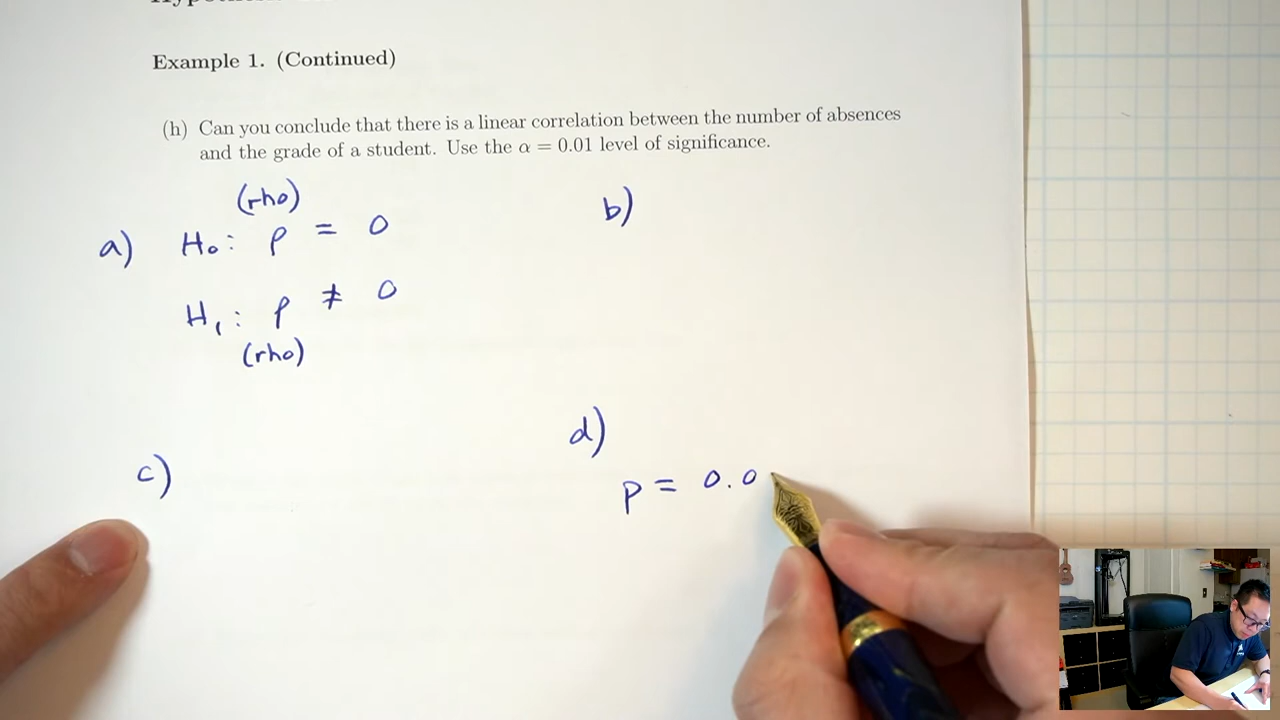 Example 1. (Continued)
(h) Can you conclude that there is a linear correlation between the number of absences
and the grade of a student. Use the α = 0.01 level of significance.
(rho)
a) H₀: ρ = 0
H₁: ρ ≠ 0
(rho)
b)
c)
d)
p = 0.0